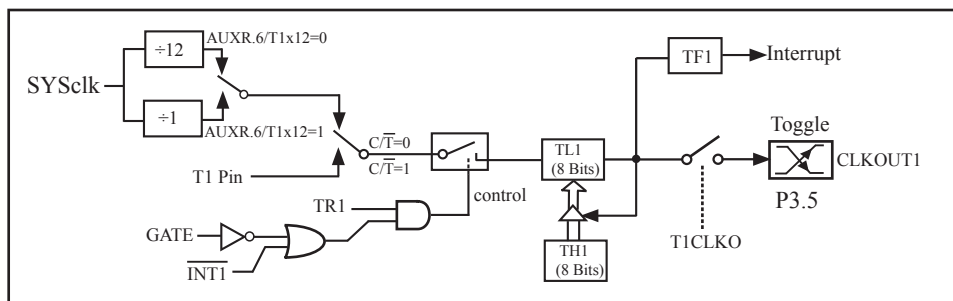 AUXR.6/T1x12=0
÷12
SYSclk
÷1
AUXR.6/T1x12=1
T1 Pin
C/T̅=0
C/T̅=1
TR1
control
GATE
I̅N̅T̅1̅
TL1
(8 Bits)
TH1
(8 Bits)
TF1
Interrupt
Toggle
CLKOUT1
P3.5
T1CLKO